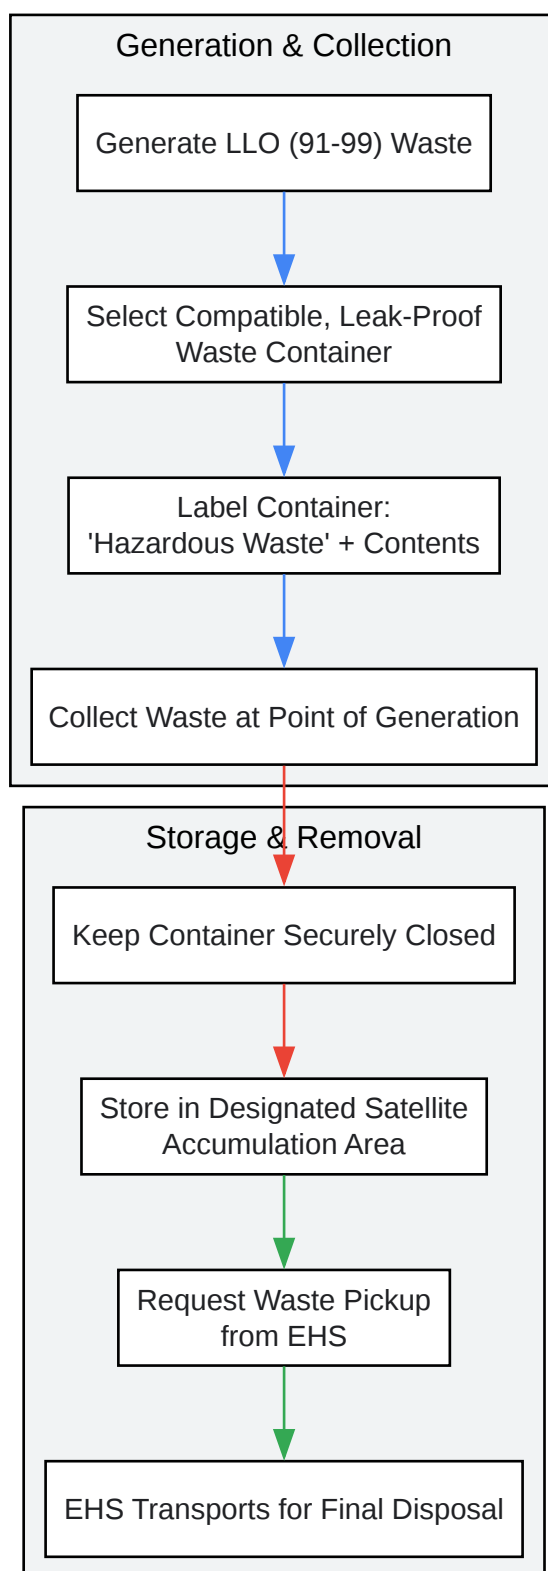 Generation & Collection
Generate LLO (91-99) Waste
Select Compatible, Leak-Proof
Waste Container
Label Container:
'Hazardous Waste' + Contents
Collect Waste at Point of Generation
Storage & Removal
Keep Container Securely Closed
Store in Designated Satellite
Accumulation Area
Request Waste Pickup
from EHS
EHS Transports for Final Disposal